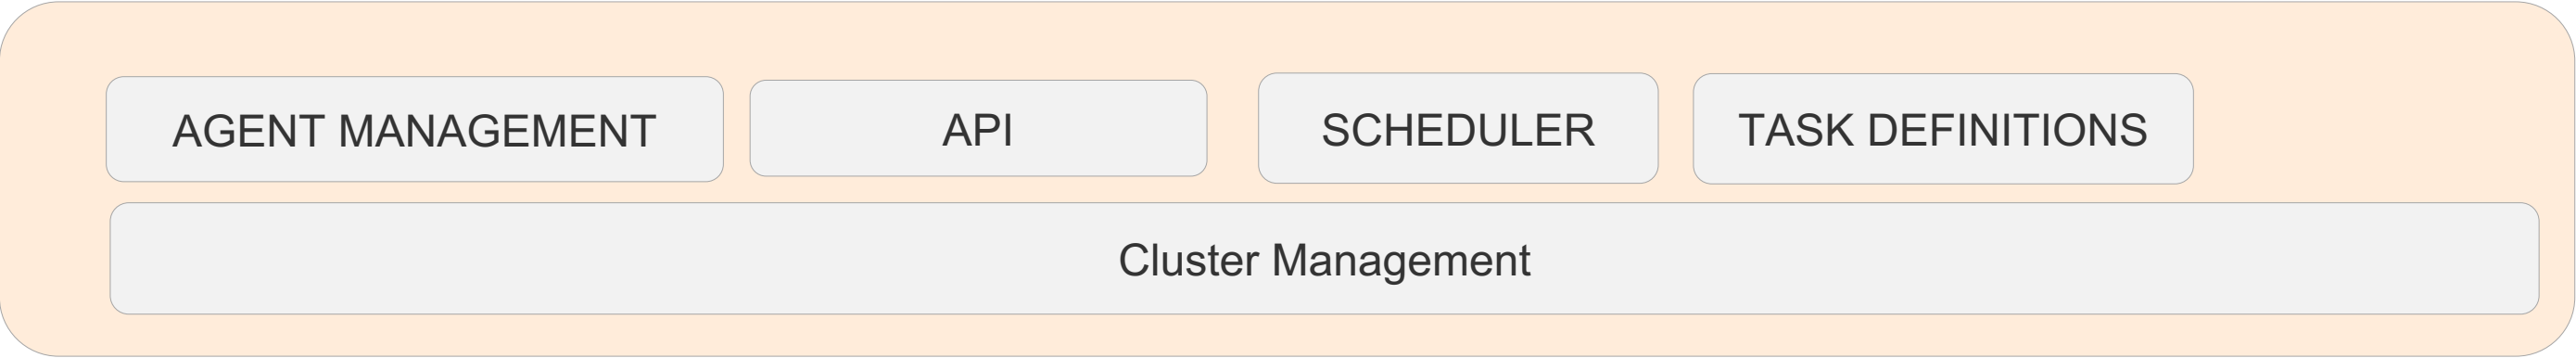 AGENT MANAGEMENT
API
SCHEDULER
TASK DEFINITIONS
Cluster Management